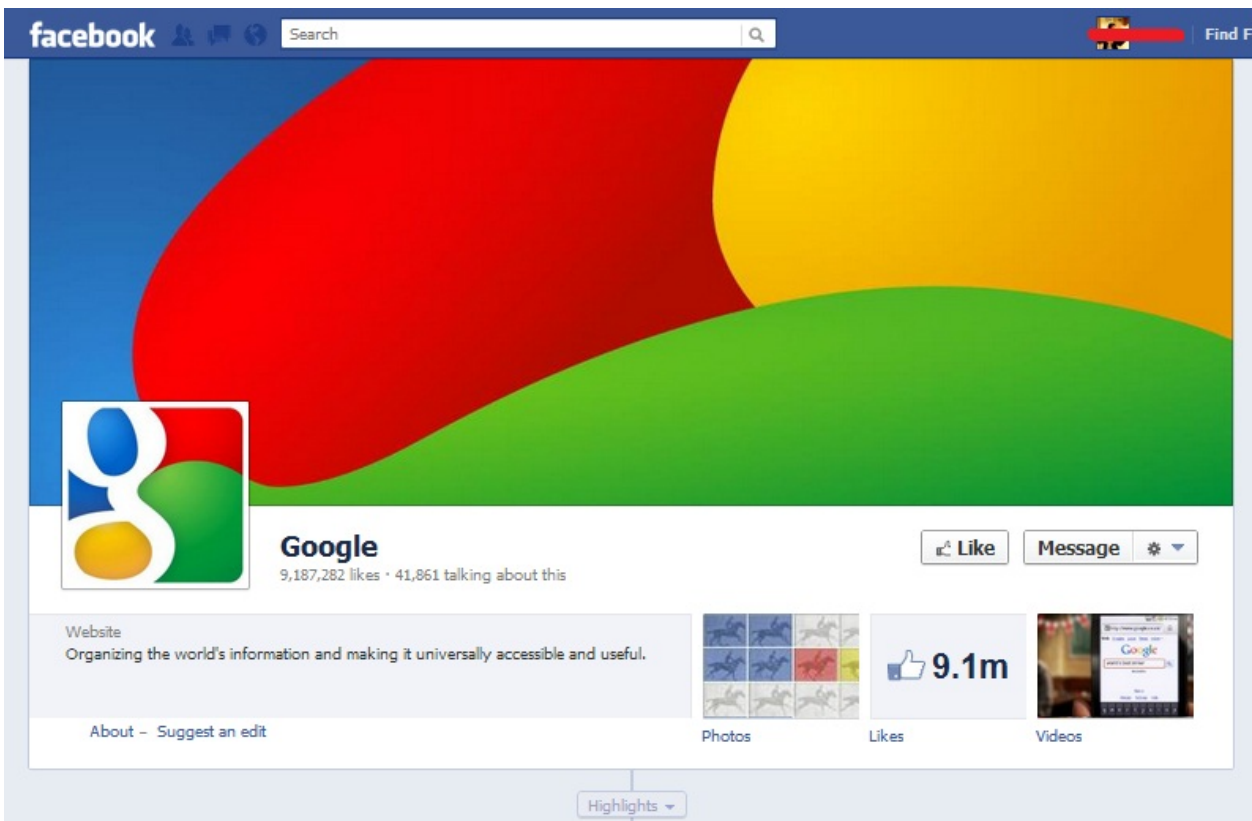 facebook
Search
Find F
Google
9,187,282 likes · 41,861 talking about this
Like
Message
Website
Organizing the world's information and making it universally accessible and useful.
9.1m
Google
About – Suggest an edit
Photos
Likes
Videos
Highlights